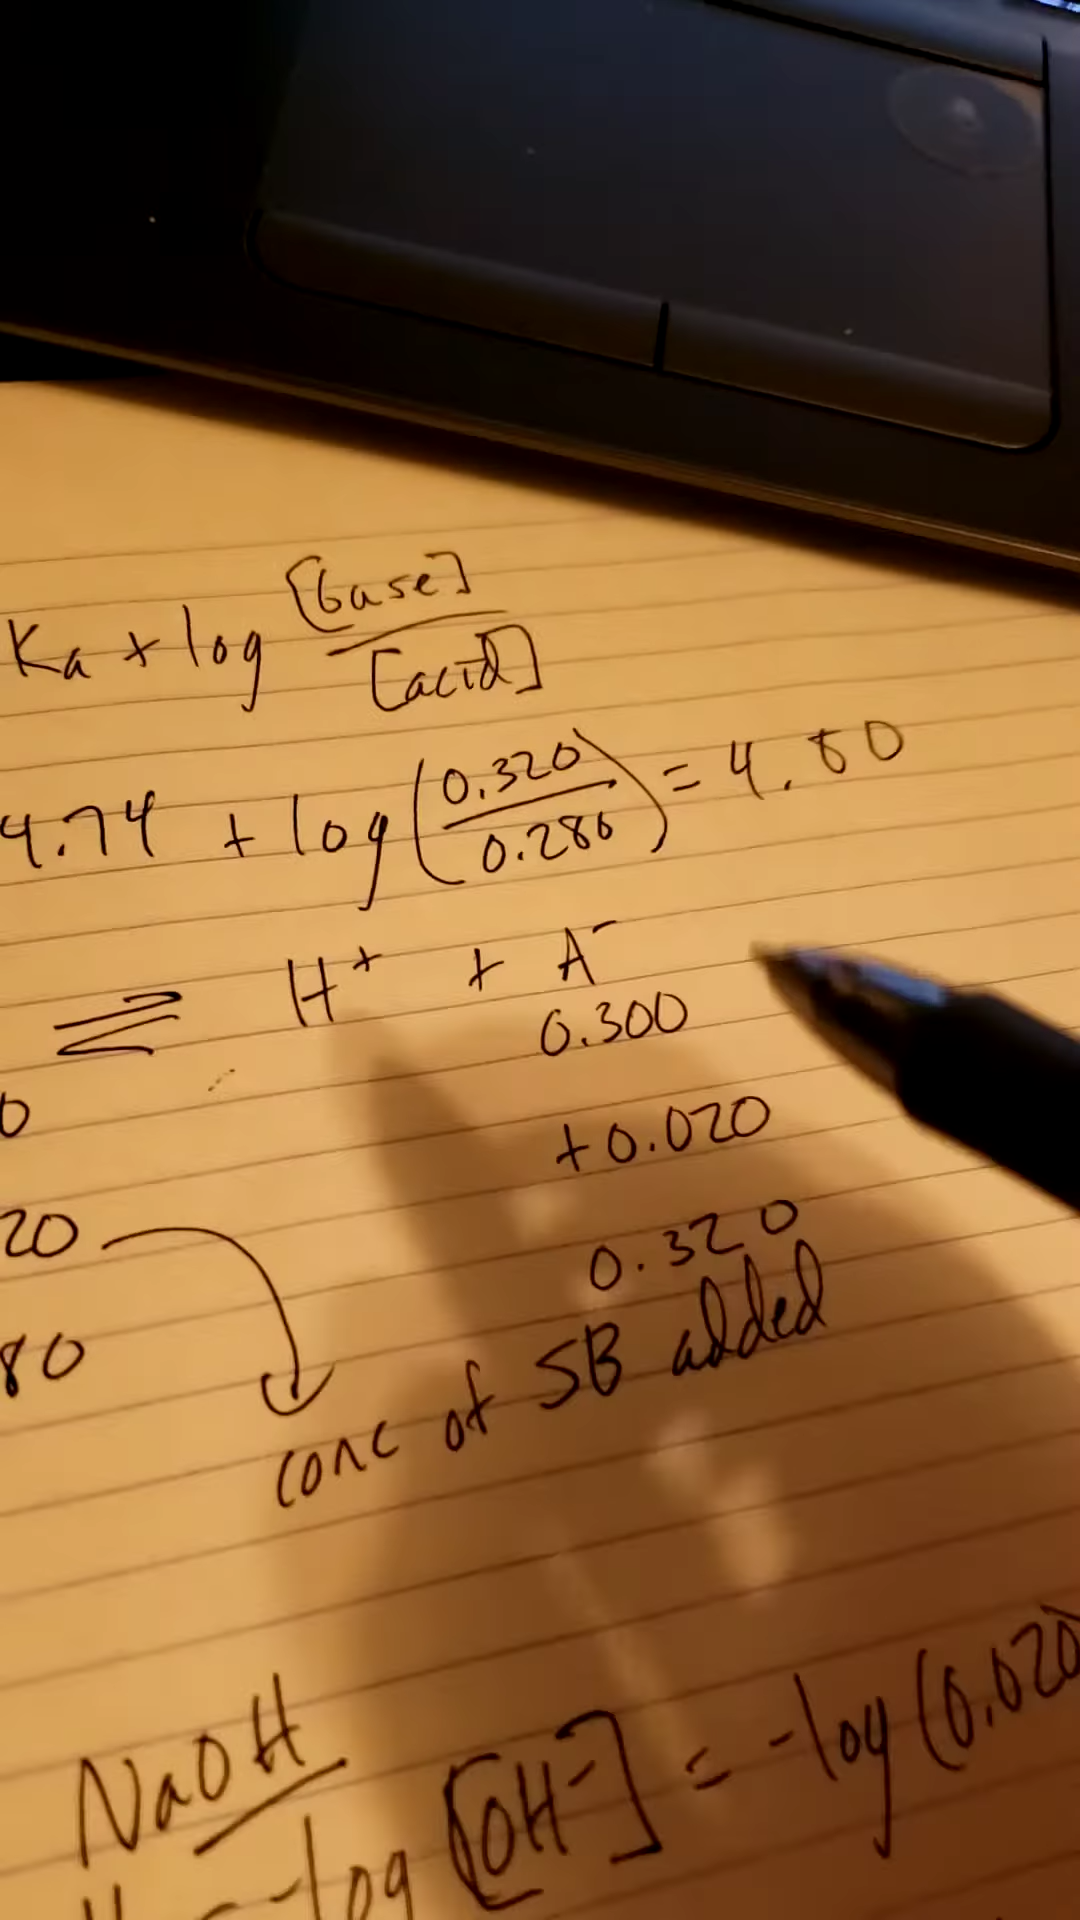 Ka + log [base]/[acid]
4.74 + log(0.320/0.280) = 4.80
⇌ H⁺ + A⁻
0.300
0
+0.020
20
0.320
80
conc of SB added
NaOH
= -log [OH⁻] = -log(0.020